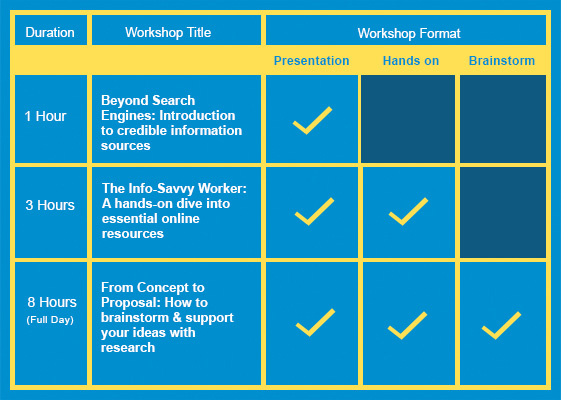 Duration
Workshop Title
Workshop Format
Presentation
Hands on
Brainstorm
1 Hour
Beyond Search
Engines: Introduction
to credible information
sources
3 Hours
The Info-Savvy Worker:
A hands-on dive into
essential online
resources
8 Hours
(Full Day)
From Concept to
Proposal: How to
brainstorm & support
your ideas with
research